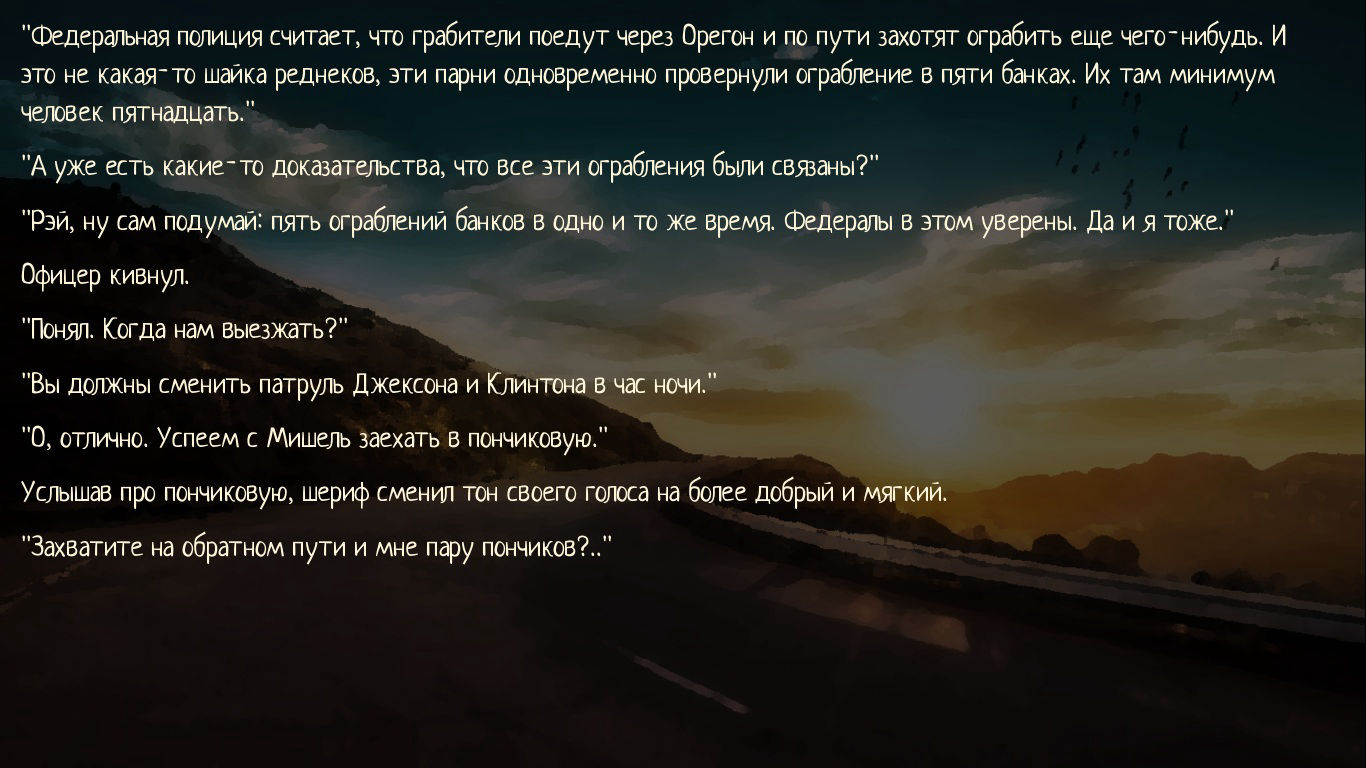 "Федеральная полиция считает, что грабители поедут через Орегон и по пути захотят ограбить еще чего-нибудь. И
это не какая-то шайка реднеков, эти парни одновременно провернули ограбление в пяти банках. Их там минимум
человек пятнадцать."
"А уже есть какие-то доказательства, что все эти ограбления были связаны?"
"Рэй, ну сам подумай: пять ограблений банков в одно и то же время. Федералы в этом уверены. Да и я тоже."
Офицер кивнул.
"Понял. Когда нам выезжать?"
"Вы должны сменить патруль Джексона и Клинтона в час ночи."
"О, отлично. Успеем с Мишель заехать в пончиковую."
Услышав про пончиковую, шериф сменил тон своего голоса на более добрый и мягкий.
"Захватите на обратном пути и мне пару пончиков?.."